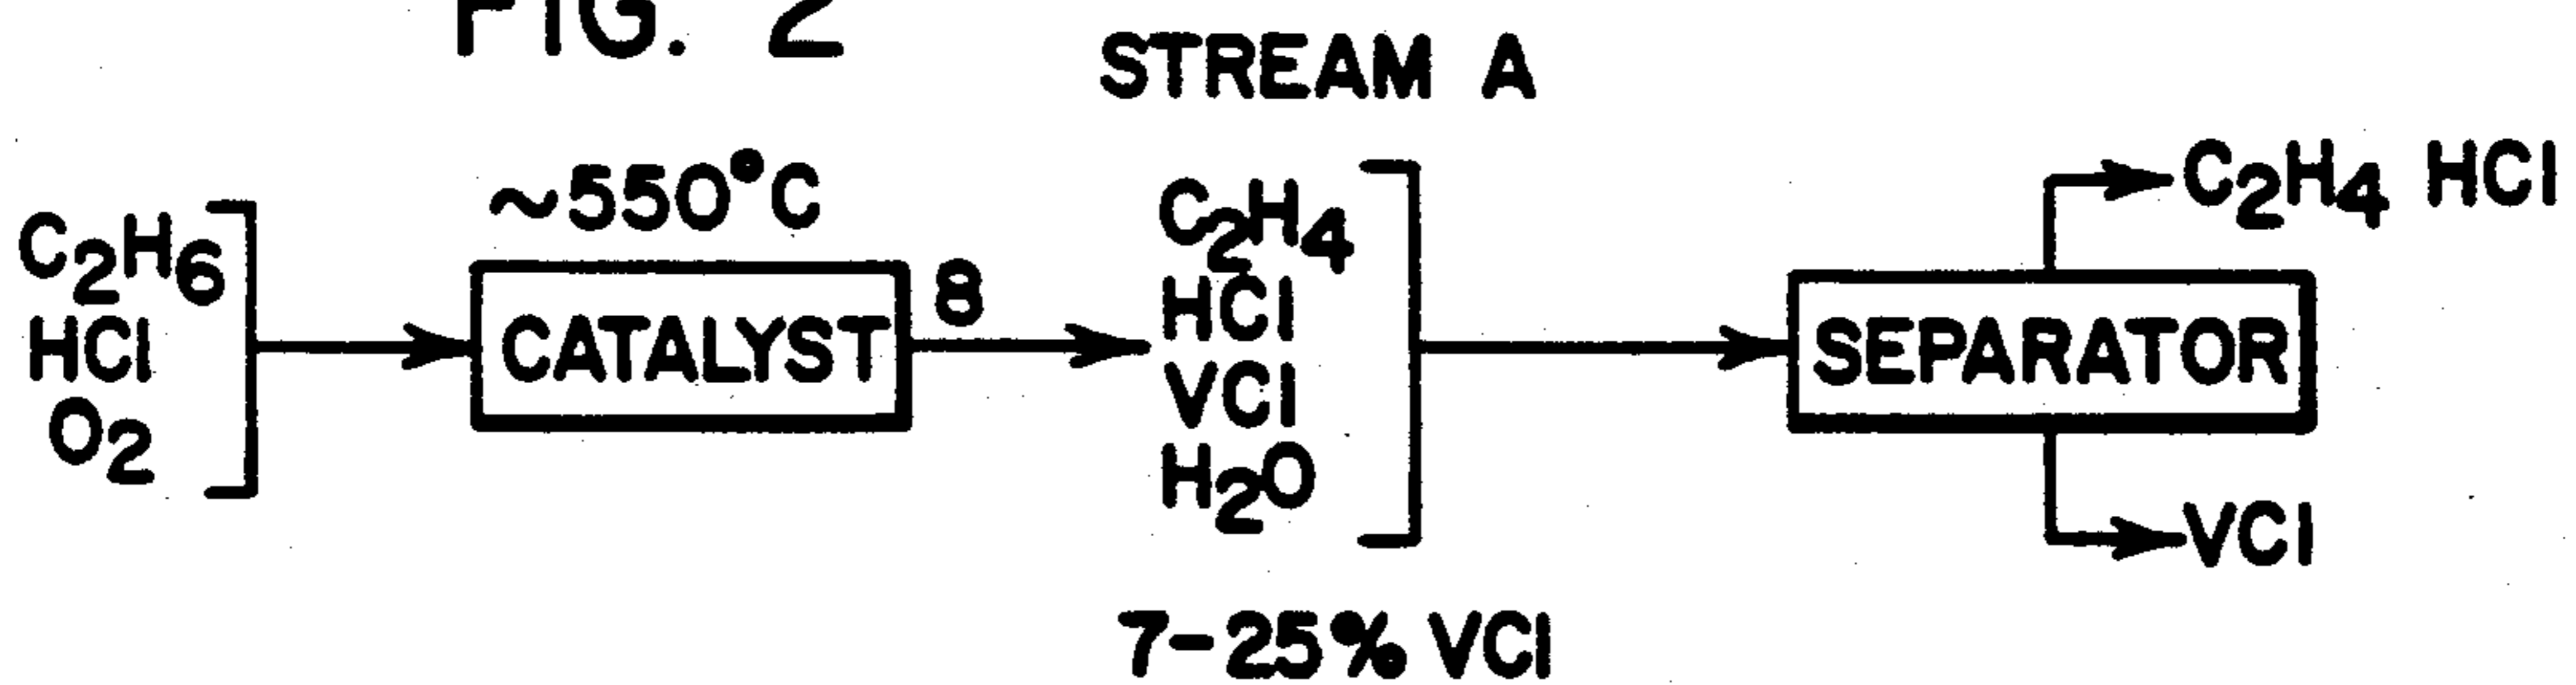 FIG. 2
STREAM A
~550°C
C2H6
HCl
O2
CATALYST
8
C2H4
HCl
VCl
H2O
7-25% VCl
SEPARATOR
C2H4 HCl
VCl